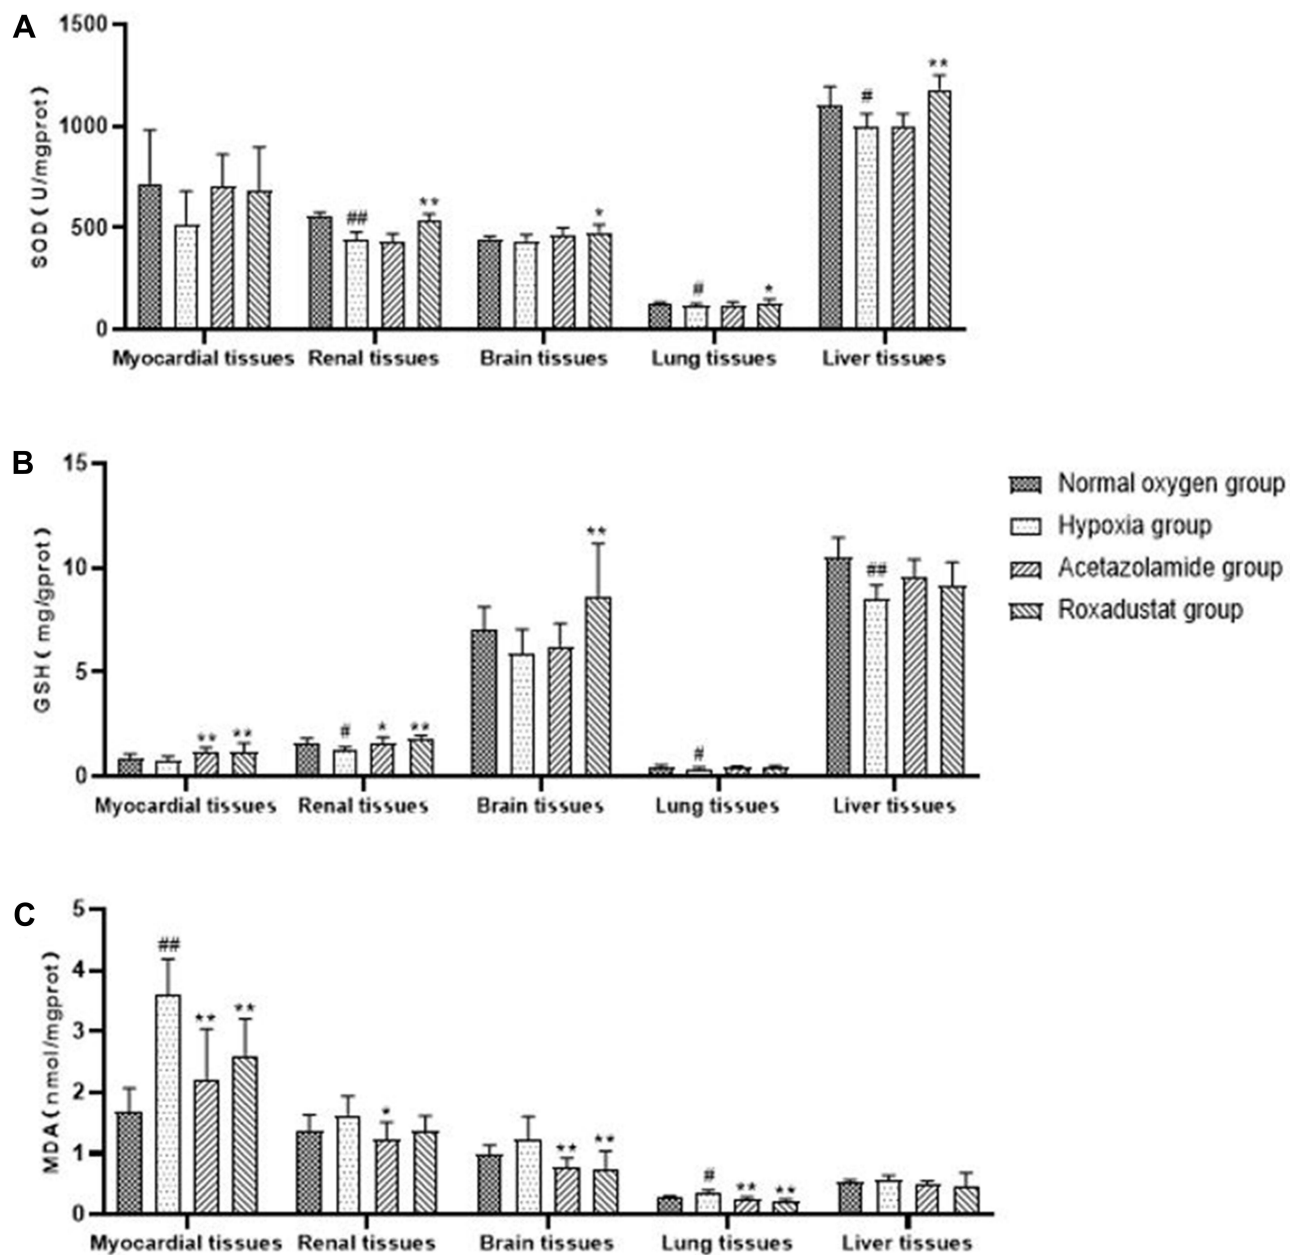 A
1500
1000
500
0
SOD( U/mgprot)
##
**
*
#
*
#
**
Myocardial tissues Renal tissues Brain tissues Lung tissues Liver tissues
B
15
10
5
0
GSH( mg/gprot)
** **
# * **
**
#
##
Myocardial tissues Renal tissues Brain tissues Lung tissues Liver tissues
Normal oxygen group
Hypoxia group
Acetazolamide group
Roxadustat group
C
5
4
3
2
1
0
MDA( nmol/mgprot)
##
** **
*
** **
# ** **
Myocardial tissues Renal tissues Brain tissues Lung tissues Liver tissues